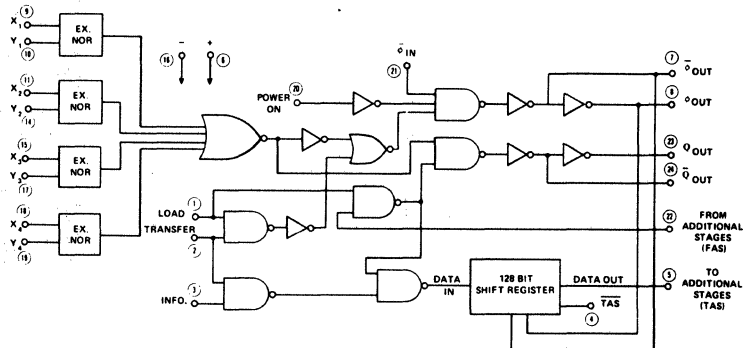 ⑨
X₁
EX. NOR
Y₁
⑩
⑪
X₂
EX. NOR
Y₂
⑭
⑮
X₃
EX. NOR
Y₃
⑰
⑱
X₄
EX. NOR
Y₄
⑲
⑯ − + ⑥
φ̄ IN
㉑
⑳
POWER ON
⑦
φ̄ OUT
⑧
φ OUT
㉓
Q OUT
㉔
Q̄ OUT
①
LOAD
TRANSFER
②
③
INFO.
㉒
FROM ADDITIONAL STAGES (FAS)
DATA IN
128 BIT SHIFT REGISTER
DATA OUT
⑤
TO ADDITIONAL STAGES (TAS)
T̄ĀS̄
④